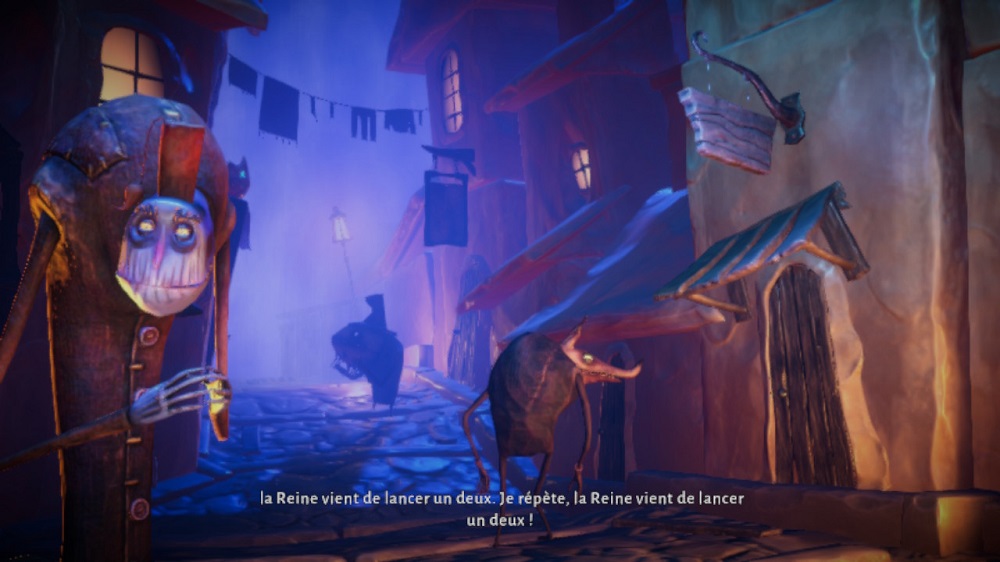 la Reine vient de lancer un deux. Je répète, la Reine vient de lancer
un deux !